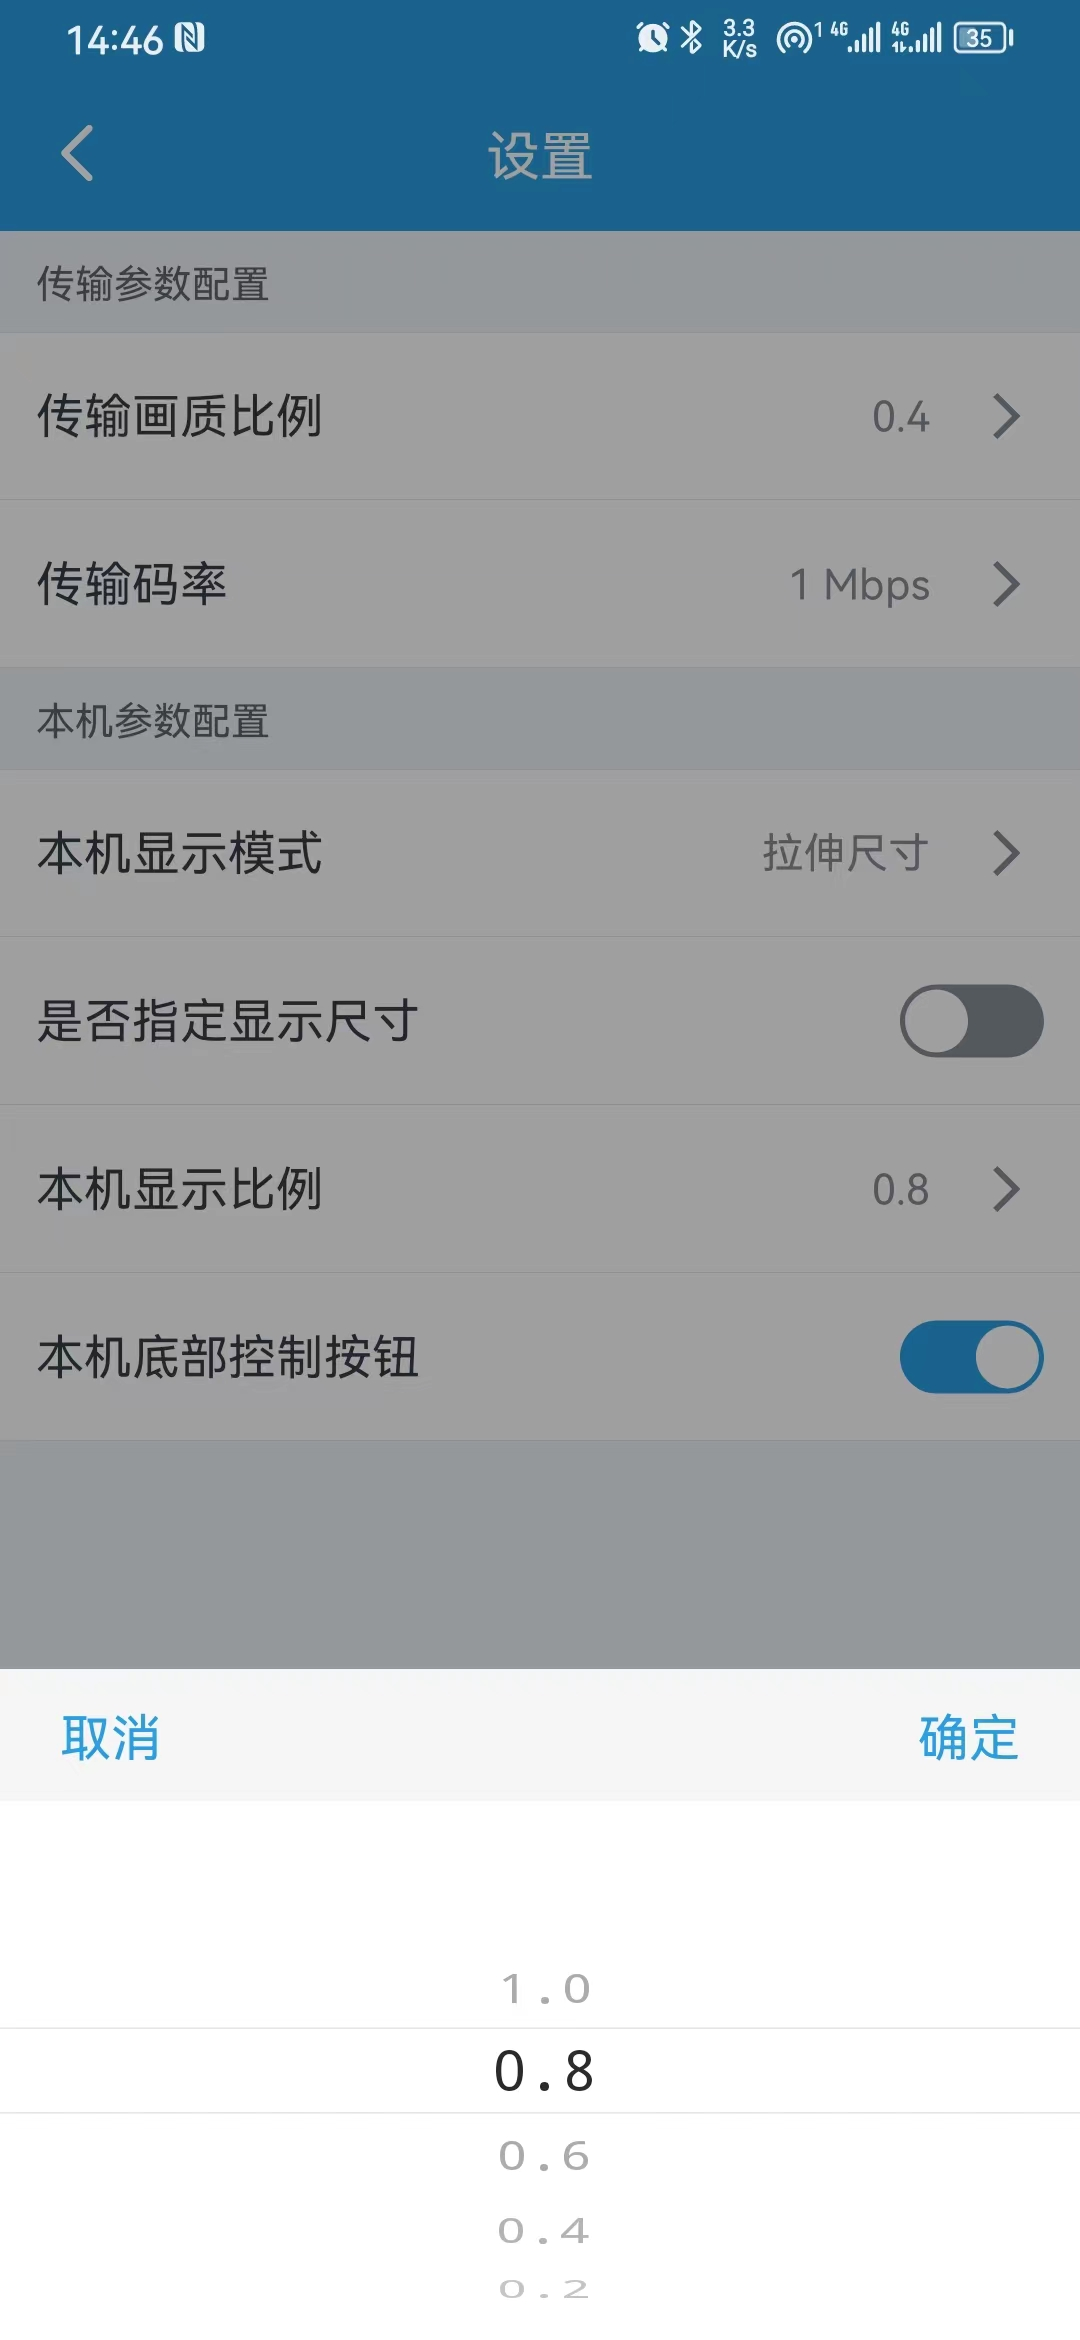 14:46
3.3 K/s
1 4G 4G 35
设置
传输参数配置
传输画质比例 0.4
传输码率 1 Mbps
本机参数配置
本机显示模式 拉伸尺寸
是否指定显示尺寸
本机显示比例 0.8
本机底部控制按钮
取消 确定
1.0
0.8
0.6
0.4
0.2